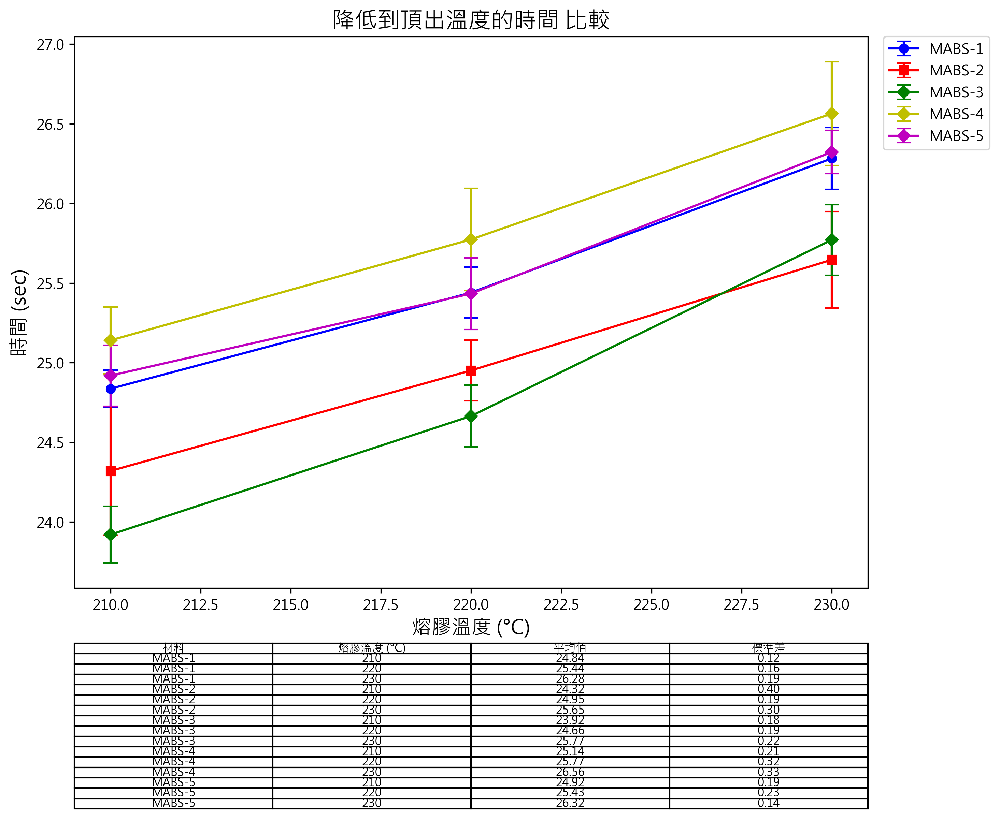 降低到頂出溫度的時間 比較
27.0
26.5
26.0
25.5
25.0
24.5
24.0
時間 (sec)
MABS-1
MABS-2
MABS-3
MABS-4
MABS-5
210.0 212.5 215.0 217.5 220.0 222.5 225.0 227.5 230.0
熔膠溫度 (°C)
材料 熔膠溫度 (°C) 平均值 標準差
MABS-1 210 24.84 0.12
MABS-1 220 25.44 0.16
MABS-1 230 26.28 0.19
MABS-2 210 24.32 0.40
MABS-2 220 24.95 0.19
MABS-2 230 25.65 0.30
MABS-3 210 23.92 0.18
MABS-3 220 24.66 0.19
MABS-3 230 25.77 0.22
MABS-4 210 25.14 0.21
MABS-4 220 25.77 0.32
MABS-4 230 26.56 0.33
MABS-5 210 24.92 0.19
MABS-5 220 25.43 0.23
MABS-5 230 26.32 0.14